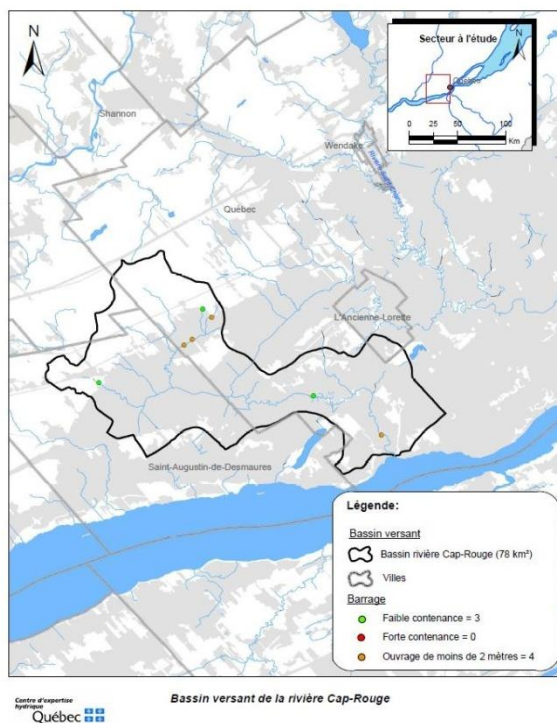 N
Secteur à l'étude
N
Québec
0 25 50 100
Km
Shannon
Wendake
Québec
L'Ancienne-Lorette
Saint-Augustin-de-Desmaures
Légende:
Bassin versant
Bassin rivière Cap-Rouge (78 km²)
Villes
Barrage
Faible contenance = 3
Forte contenance = 0
Ouvrage de moins de 2 mètres = 4
Centre d'expertise
hydrique
Québec
Bassin versant de la rivière Cap-Rouge